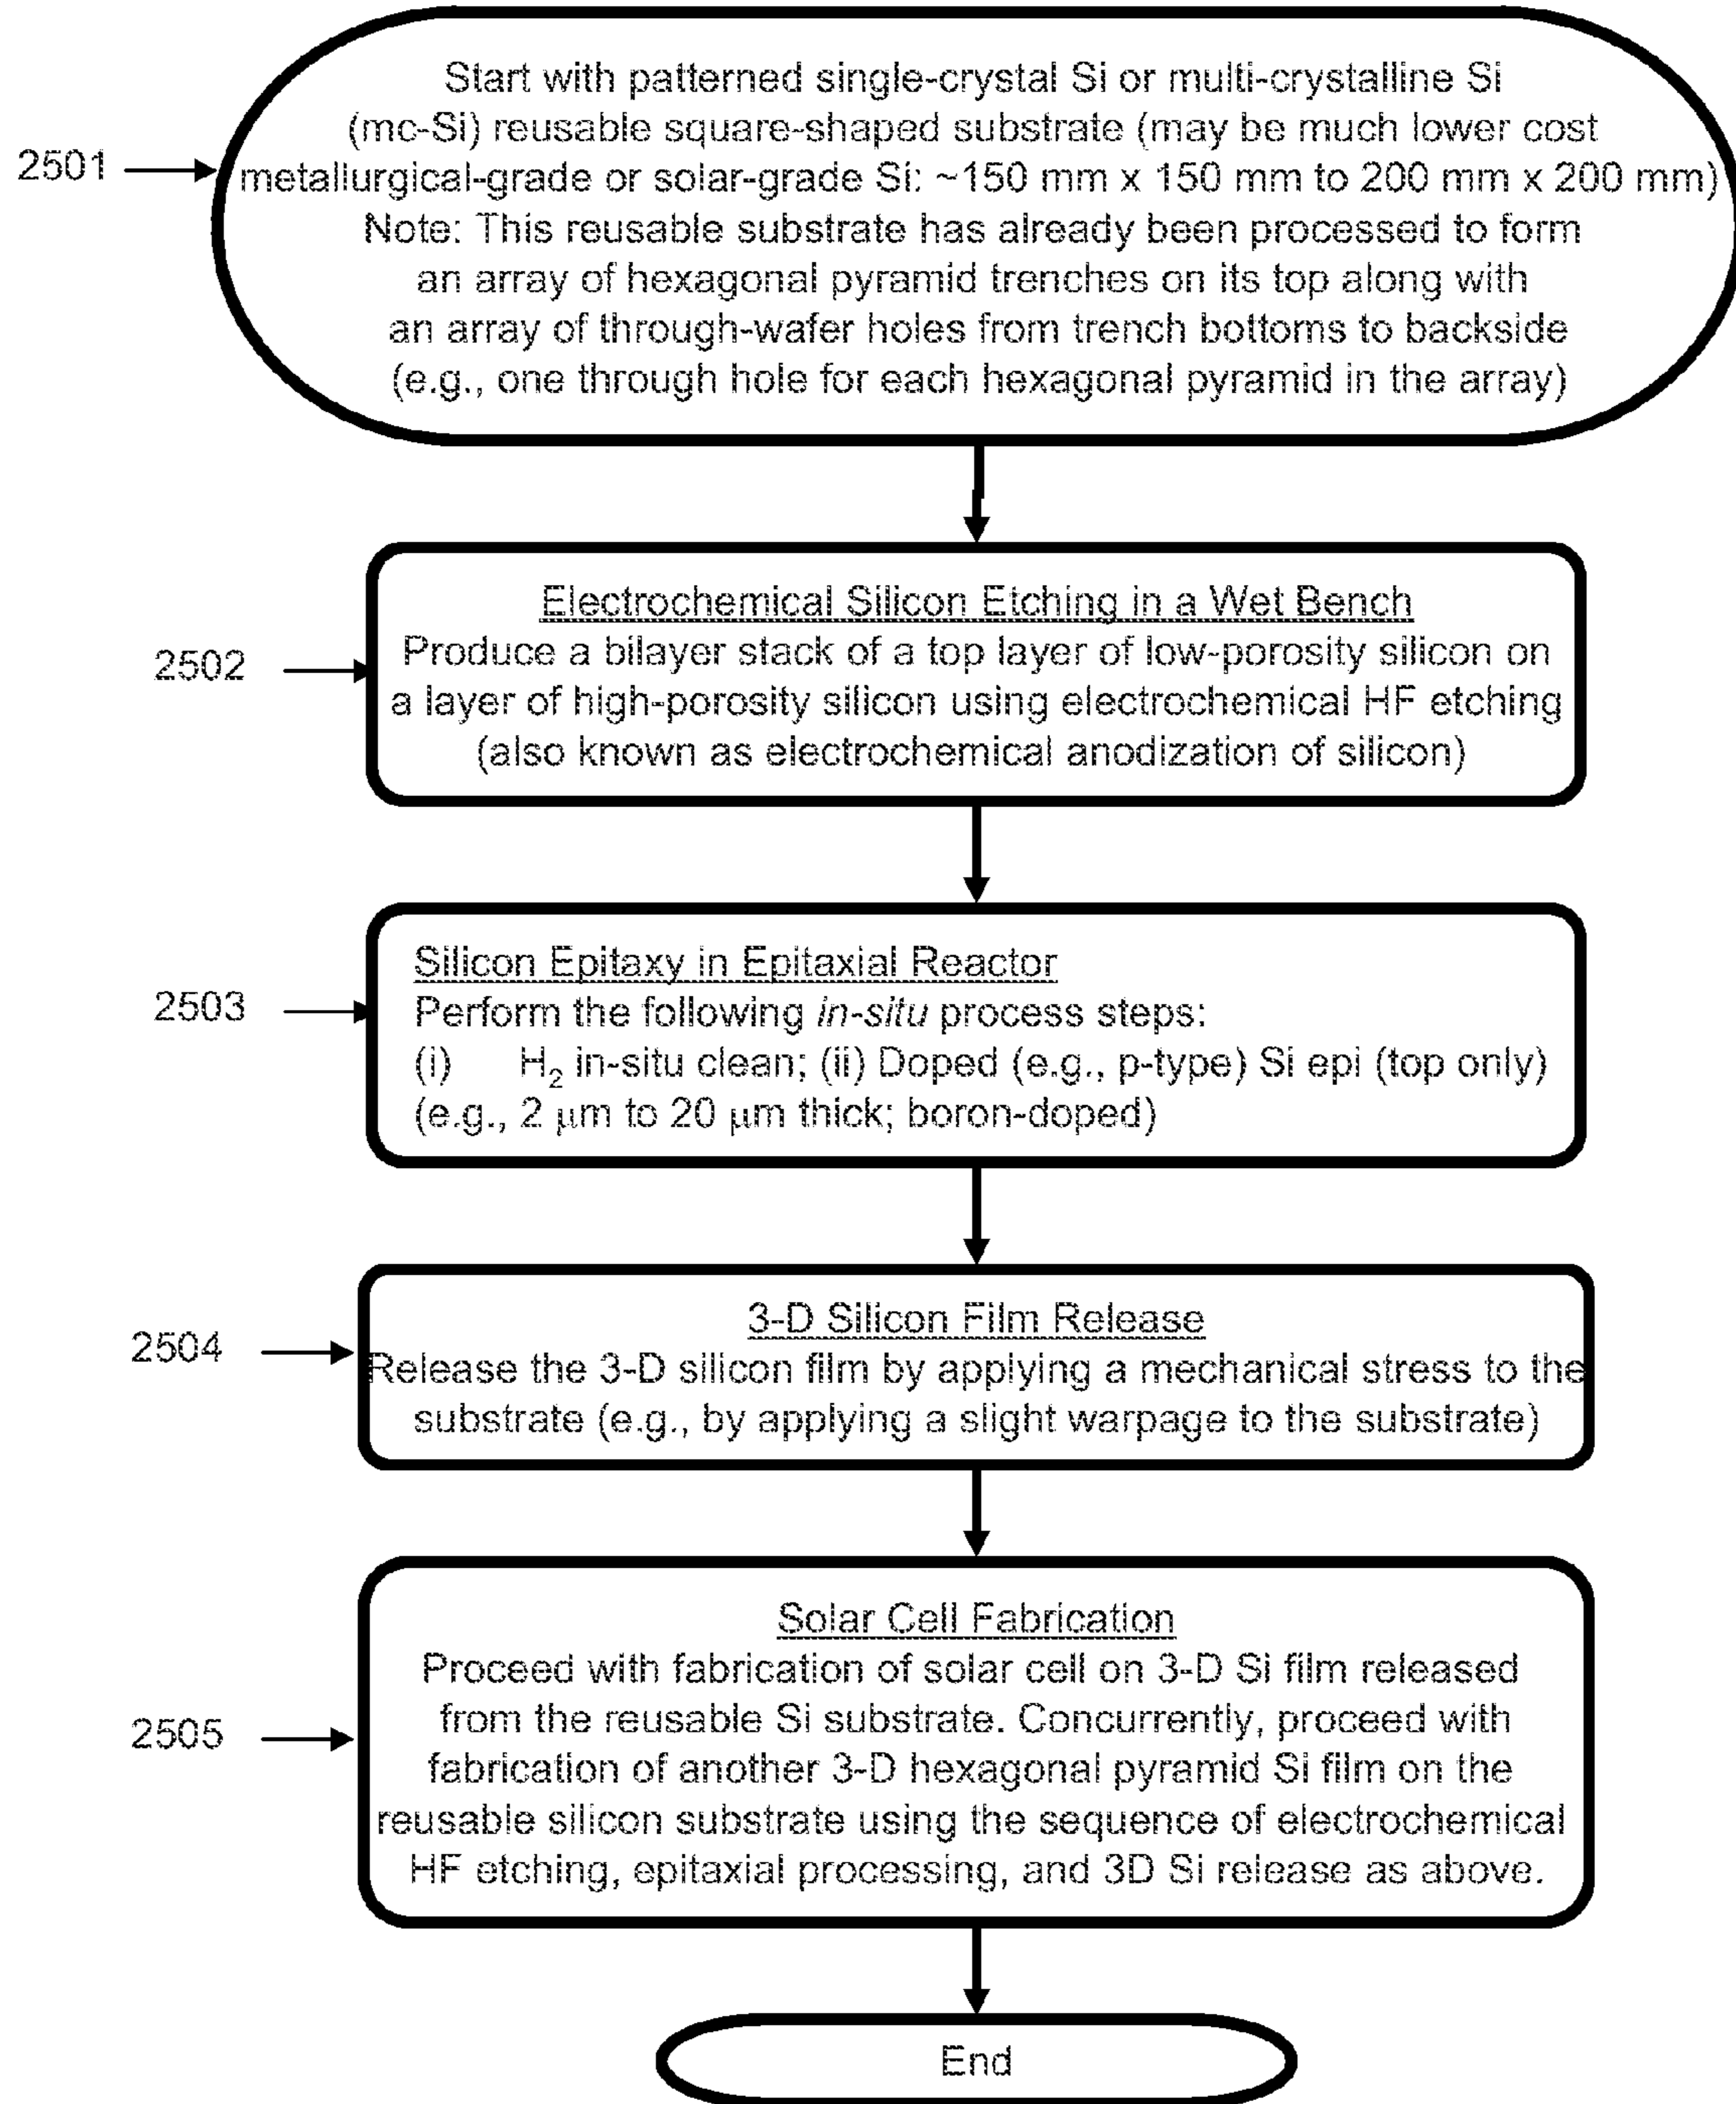 Start with patterned single-crystal Si or multi-crystalline Si
(mc-Si) reusable square-shaped substrate (may be much lower cost
2501
metallurgical-grade or solar-grade Si: ~150 mm x 150 mm to 200 mm x 200 mm)
Note: This reusable substrate has already been processed to form
an array of hexagonal pyramid trenches on its top along with
an array of through-wafer holes from trench bottoms to backside
(e.g., one through hole for each hexagonal pyramid in the array)
Electrochemical Silicon Etching in a Wet Bench
2502
Produce a bilayer stack of a top layer of low-porosity silicon on
a layer of high-porosity silicon using electrochemical HF etching
(also known as electrochemical anodization of silicon)
Silicon Epitaxy in Epitaxial Reactor
2503
Perform the following in-situ process steps:
(i) H₂ in-situ clean; (ii) Doped (e.g., p-type) Si epi (top only)
(e.g., 2 µm to 20 µm thick; boron-doped)
3-D Silicon Film Release
2504
Release the 3-D silicon film by applying a mechanical stress to the
substrate (e.g., by applying a slight warpage to the substrate)
Solar Cell Fabrication
Proceed with fabrication of solar cell on 3-D Si film released
2505
from the reusable Si substrate. Concurrently, proceed with
fabrication of another 3-D hexagonal pyramid Si film on the
reusable silicon substrate using the sequence of electrochemical
HF etching, epitaxial processing, and 3D Si release as above.
End